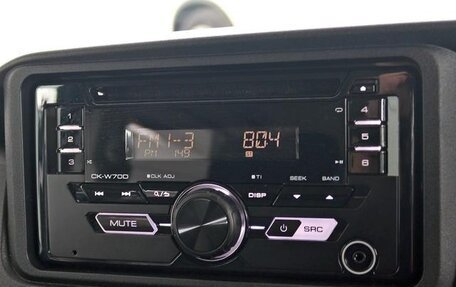 1
2
3
FM1-3 804
PM 1:49
4
5
6
CK-W70D CLK ADJ TI SEEK BAND
DISP
MUTE
SRC